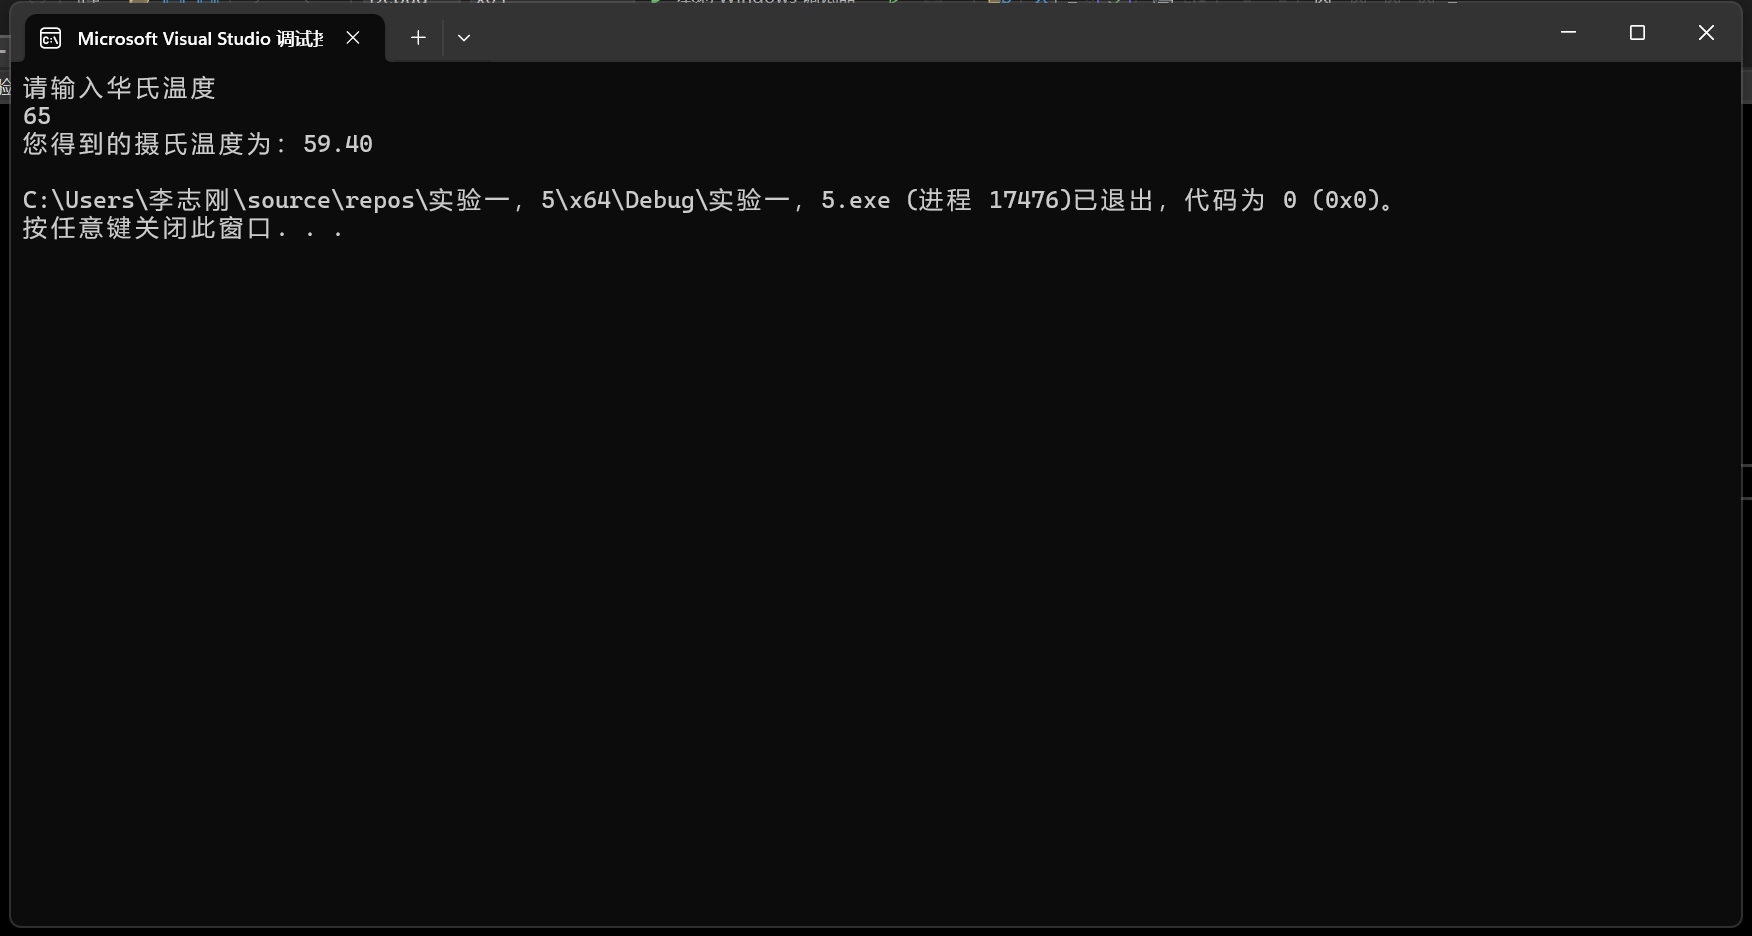 Microsoft Visual Studio 调试
请输入华氏温度
65
您得到的摄氏温度为：59.40
C:\Users\李志刚\source\repos\实验一，5\x64\Debug\实验一，5.exe (进程 17476)已退出，代码为 0 (0x0)。
按任意键关闭此窗口. . .